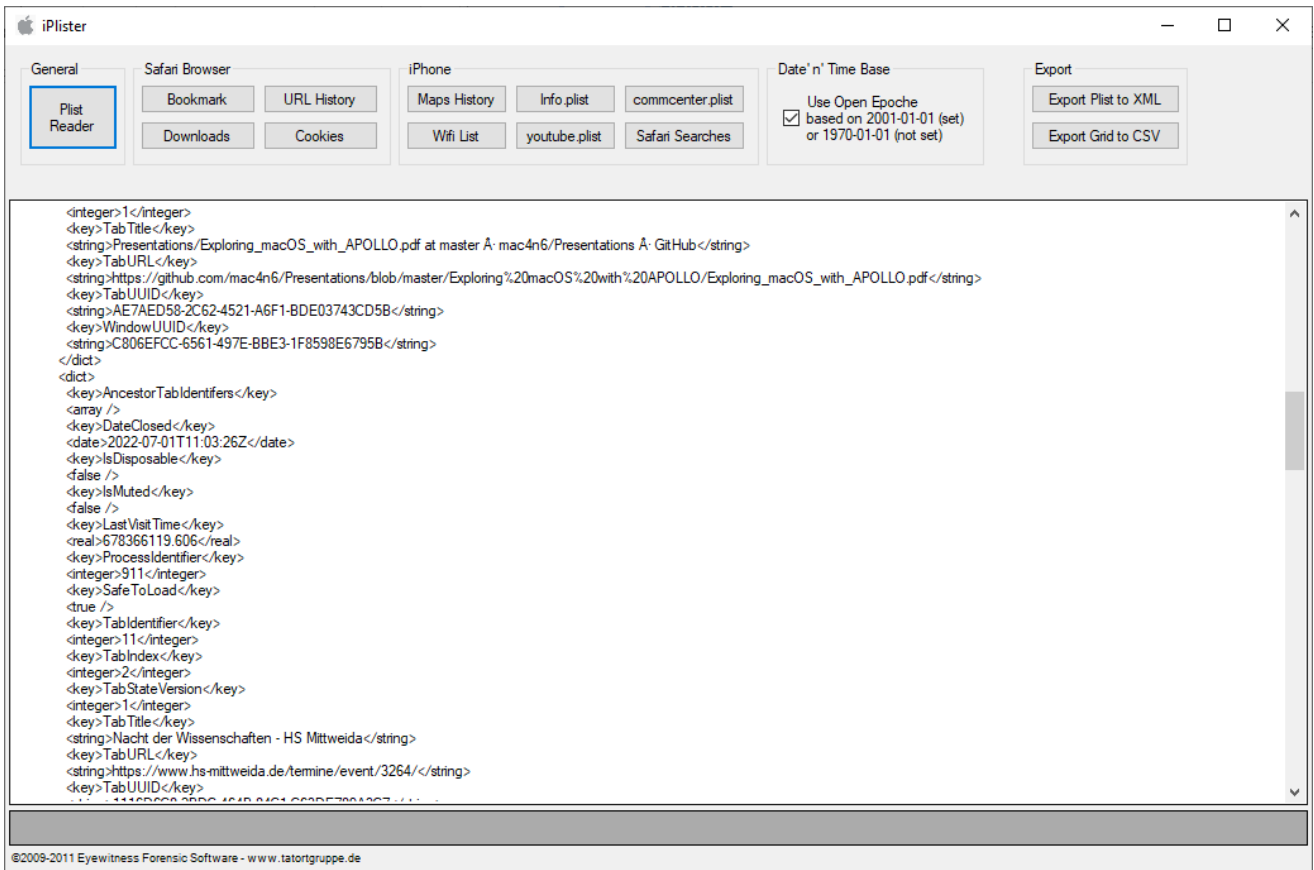 iPlister
General
Safari Browser
iPhone
Date' n' Time Base
Export
Plist
Reader
Bookmark
URL History
Maps History
Info.plist
commcenter.plist
Use Open Epoche
based on 2001-01-01 (set)
or 1970-01-01 (not set)
Export Plist to XML
Downloads
Cookies
Wifi List
youtube.plist
Safari Searches
Export Grid to CSV
<integer>1</integer>
<key>TabTitle</key>
<string>Presentations/Exploring_macOS_with_APOLLO.pdf at master Â· mac4n6/Presentations Â· GitHub</string>
<key>TabURL</key>
<string>https://github.com/mac4n6/Presentations/blob/master/Exploring%20macOS%20with%20APOLLO/Exploring_macOS_with_APOLLO.pdf</string>
<key>TabUUID</key>
<string>AE7AED58-2C62-4521-A6F1-BDE03743CD5B</string>
<key>WindowUUID</key>
<string>C806EFCC-6561-497E-BBE3-1F8598E6795B</string>
</dict>
<dict>
<key>AncestorTabIdentifers</key>
<array />
<key>DateClosed</key>
<date>2022-07-01T11:03:26Z</date>
<key>IsDisposable</key>
<false />
<key>IsMuted</key>
<false />
<key>LastVisitTime</key>
<real>678366119.606</real>
<key>ProcessIdentifier</key>
<integer>911</integer>
<key>SafeToLoad</key>
<true />
<key>TabIdentifier</key>
<integer>11</integer>
<key>TabIndex</key>
<integer>2</integer>
<key>TabStateVersion</key>
<integer>1</integer>
<key>TabTitle</key>
<string>Nacht der Wissenschaften - HS Mittweida</string>
<key>TabURL</key>
<string>https://www.hs-mittweida.de/termine/event/3264/</string>
<key>TabUUID</key>
©2009-2011 Eyewitness Forensic Software - www.tatortgruppe.de